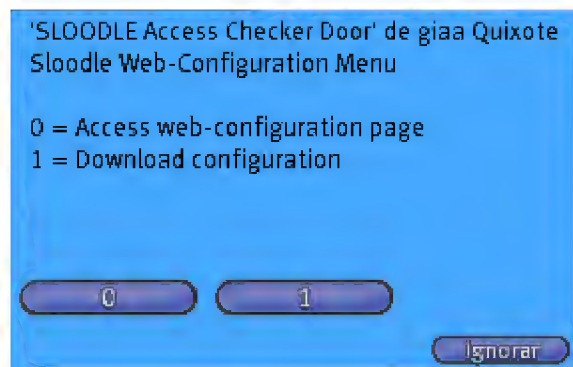 'SLOODLE Access Checker Door' de giaa Quixote
Sloodle Web-Configuration Menu
0 = Access web-configuration page
1 = Download configuration
0 1
Ignorar